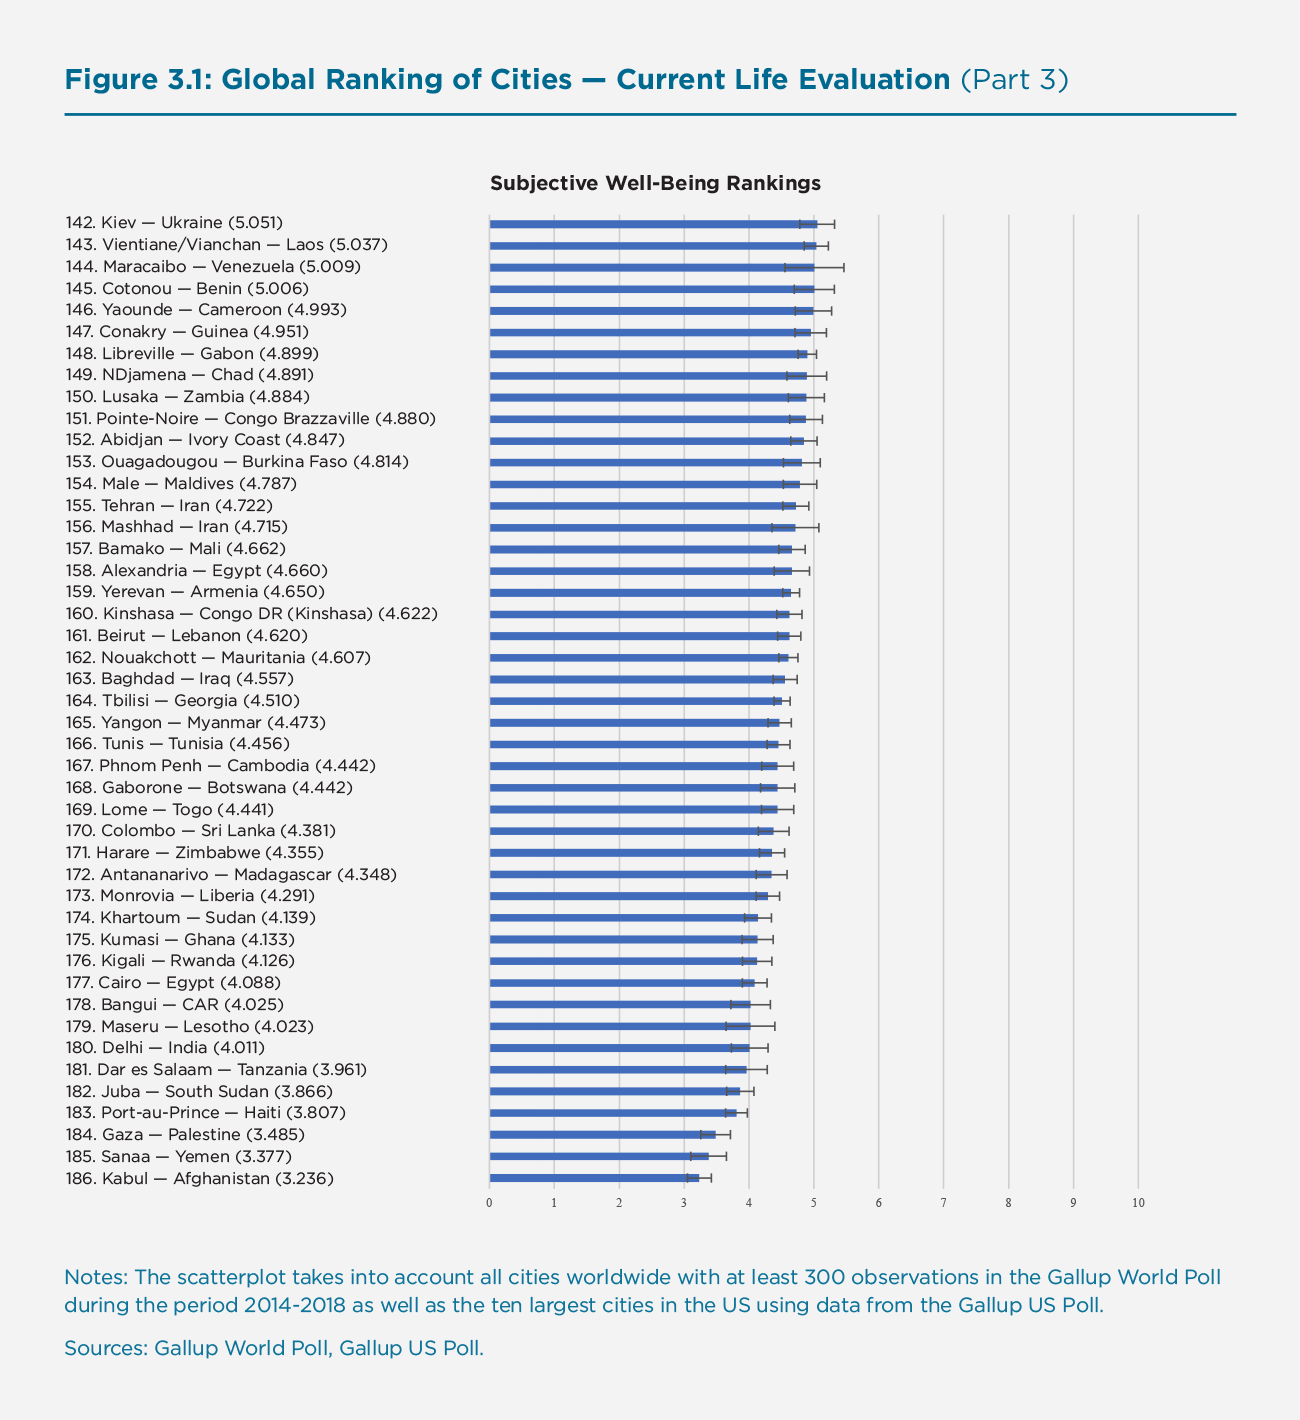 Figure 3.1: Global Ranking of Cities — Current Life Evaluation (Part 3)
Subjective Well-Being Rankings
142. Kiev — Ukraine (5.051)
143. Vientiane/Vianchan — Laos (5.037)
144. Maracaibo — Venezuela (5.009)
145. Cotonou — Benin (5.006)
146. Yaounde — Cameroon (4.993)
147. Conakry — Guinea (4.951)
148. Libreville — Gabon (4.899)
149. NDjamena — Chad (4.891)
150. Lusaka — Zambia (4.884)
151. Pointe-Noire — Congo Brazzaville (4.880)
152. Abidjan — Ivory Coast (4.847)
153. Ouagadougou — Burkina Faso (4.814)
154. Male — Maldives (4.787)
155. Tehran — Iran (4.722)
156. Mashhad — Iran (4.715)
157. Bamako — Mali (4.662)
158. Alexandria — Egypt (4.660)
159. Yerevan — Armenia (4.650)
160. Kinshasa — Congo DR (Kinshasa) (4.622)
161. Beirut — Lebanon (4.620)
162. Nouakchott — Mauritania (4.607)
163. Baghdad — Iraq (4.557)
164. Tbilisi — Georgia (4.510)
165. Yangon — Myanmar (4.473)
166. Tunis — Tunisia (4.456)
167. Phnom Penh — Cambodia (4.442)
168. Gaborone — Botswana (4.442)
169. Lome — Togo (4.441)
170. Colombo — Sri Lanka (4.381)
171. Harare — Zimbabwe (4.355)
172. Antananarivo — Madagascar (4.348)
173. Monrovia — Liberia (4.291)
174. Khartoum — Sudan (4.139)
175. Kumasi — Ghana (4.133)
176. Kigali — Rwanda (4.126)
177. Cairo — Egypt (4.088)
178. Bangui — CAR (4.025)
179. Maseru — Lesotho (4.023)
180. Delhi — India (4.011)
181. Dar es Salaam — Tanzania (3.961)
182. Juba — South Sudan (3.866)
183. Port-au-Prince — Haiti (3.807)
184. Gaza — Palestine (3.485)
185. Sanaa — Yemen (3.377)
186. Kabul — Afghanistan (3.236)
0 1 2 3 4 5 6 7 8 9 10
Notes: The scatterplot takes into account all cities worldwide with at least 300 observations in the Gallup World Poll
during the period 2014-2018 as well as the ten largest cities in the US using data from the Gallup US Poll.
Sources: Gallup World Poll, Gallup US Poll.